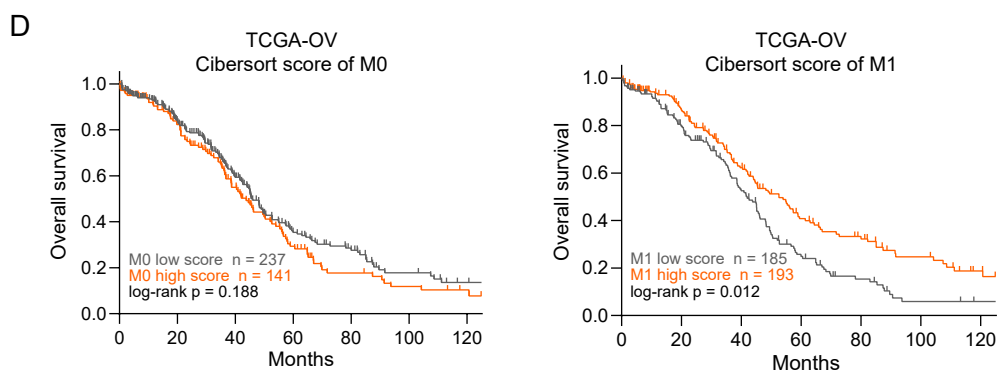 D
TCGA-OV
Cibersort score of M0
Overall survival
1.0
0.8
0.6
0.4
0.2
0.0
M0 low score n = 237
M0 high score n = 141
log-rank p = 0.188
0 20 40 60 80 100 120
Months
TCGA-OV
Cibersort score of M1
Overall survival
1.0
0.8
0.6
0.4
0.2
0.0
M1 low score n = 185
M1 high score n = 193
log-rank p = 0.012
0 20 40 60 80 100 120
Months